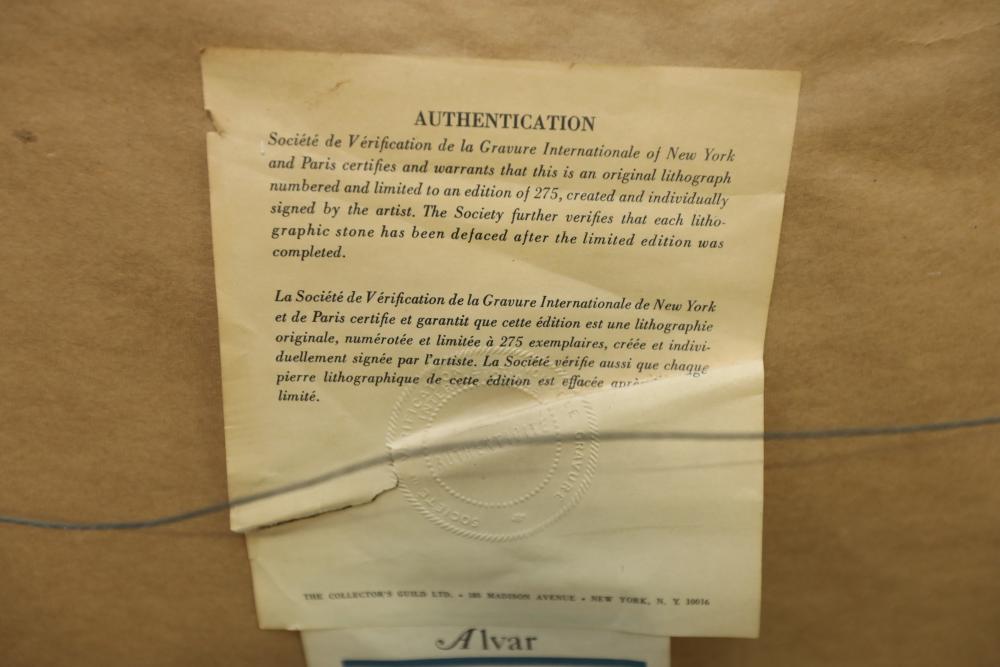 AUTHENTICATION
Société de Vérification de la Gravure Internationale of New York
and Paris certifies and warrants that this is an original lithograph
numbered and limited to an edition of 275, created and individually
signed by the artist. The Society further verifies that each litho-
graphic stone has been defaced after the limited edition was
completed.
La Société de Vérification de la Gravure Internationale de New York
et de Paris certifie et garantit que cette édition est une lithographie
originale, numérotée et limitée à 275 exemplaires, créée et indivi-
duellement signée par l'artiste. La Société vérifie aussi que chaque
pierre lithographique de cette édition est effacée
limité.
AUTHENTICITE
SOCIETE GRAVURE
THE COLLECTOR'S GUILD LTD. • 185 MADISON AVENUE • NEW YORK, N. Y. 10016
Alvar